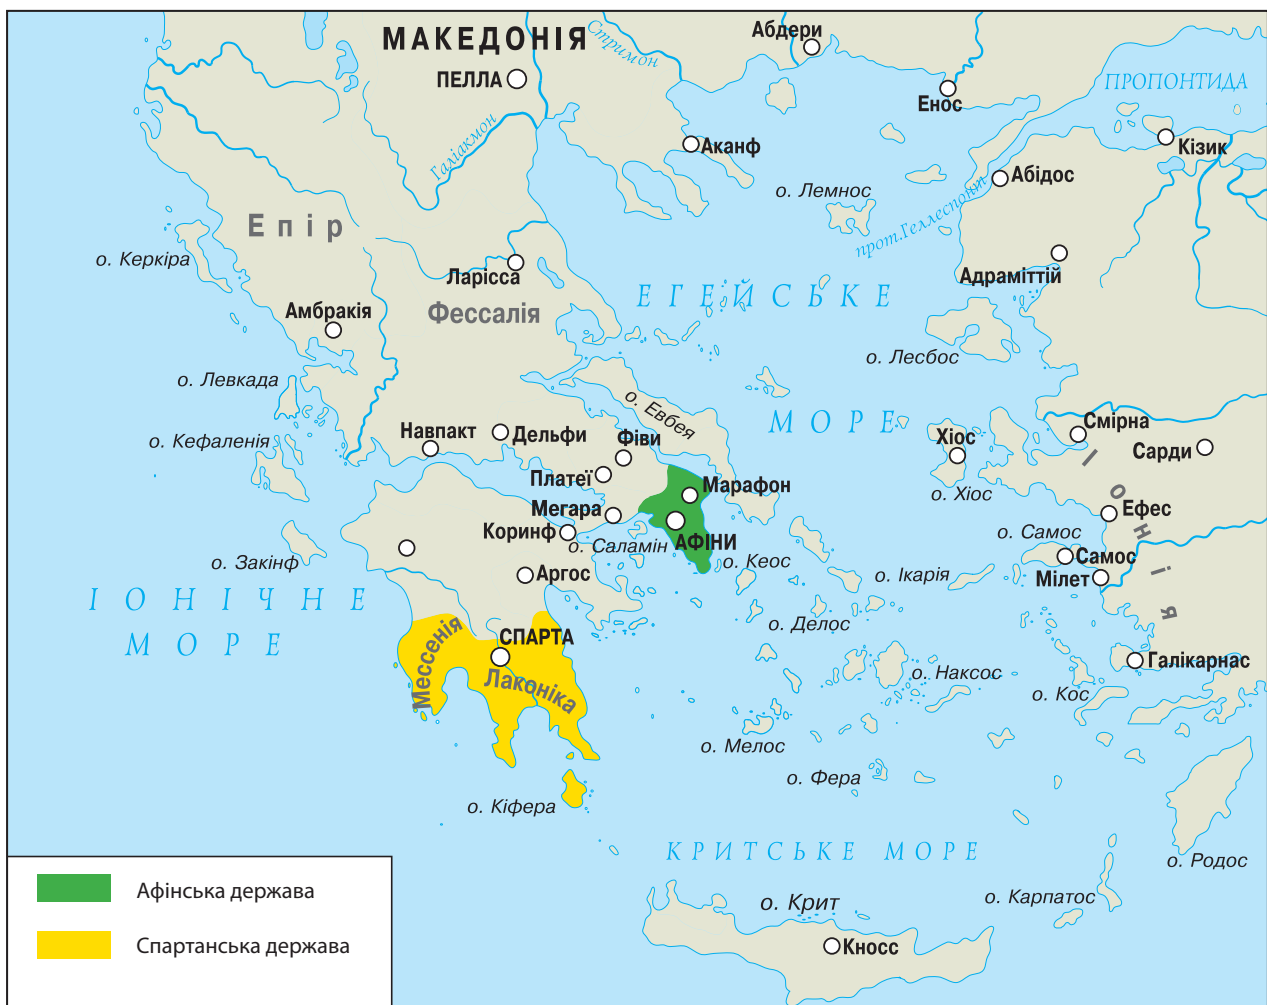 МАКЕДОНІЯ
Стримон
Абдери
ПЕЛЛА
ПРОПОНТИДА
Енос
Галіакмон
Аканф
Кізик
Абідос
о. Лемнос
прот.Геллеспонт
Епір
о. Керкіра
Ларісса
Адраміттій
ЕГЕЙСЬКЕ
Амбракія
Фессалія
о. Лесбос
о. Левкада
о. Евбея
МОРЕ
Навпакт
Дельфи
Фіви
Хіос
Смірна
о. Кефаленія
Сарди
Платеї
Марафон
о. Хіос
Мегара
Ефес
Іонія
Коринф
о. Саламін
АФІНИ
о. Самос
о. Закінф
о. Кеос
Самос
Аргос
о. Ікарія
Мілет
ІОНІЧНЕ
МОРЕ
о. Делос
СПАРТА
Мессенія
Лаконіка
Галікарнас
о. Наксос
о. Кос
о. Мелос
о. Фера
о. Кіфера
КРИТСЬКЕ МОРЕ
о. Родос
о. Крит
о. Карпатос
Кносс
Афінська держава
Спартанська держава